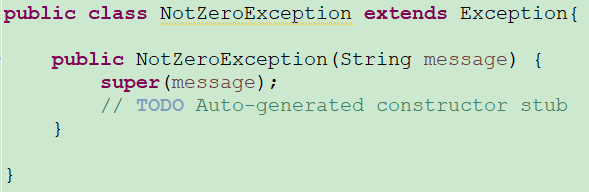 public class NotZeroException extends Exception{
public NotZeroException(String message) {
super(message);
// TODO Auto-generated constructor stub
}
}